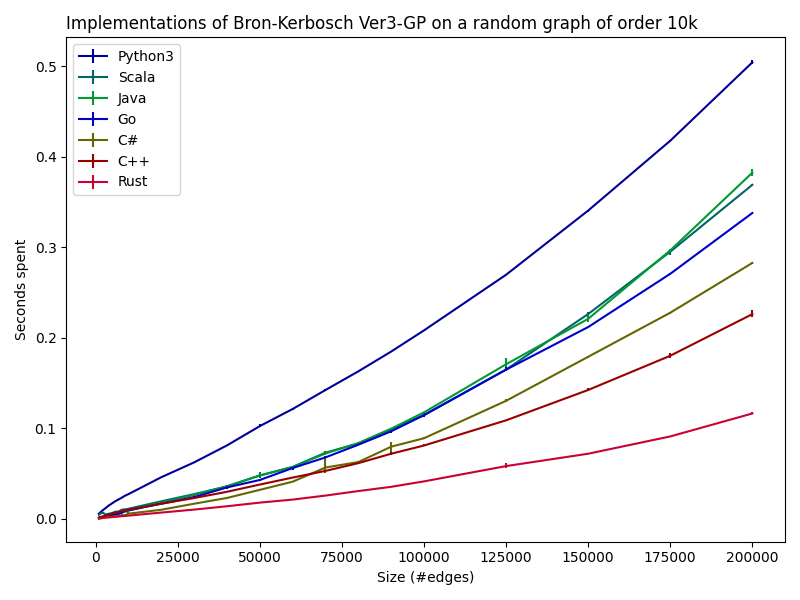 Implementations of Bron-Kerbosch Ver3-GP on a random graph of order 10k
Python3
Scala
Java
Go
C#
C++
Rust
Seconds spent
0.5
0.4
0.3
0.2
0.1
0.0
0 25000 50000 75000 100000 125000 150000 175000 200000
Size (#edges)